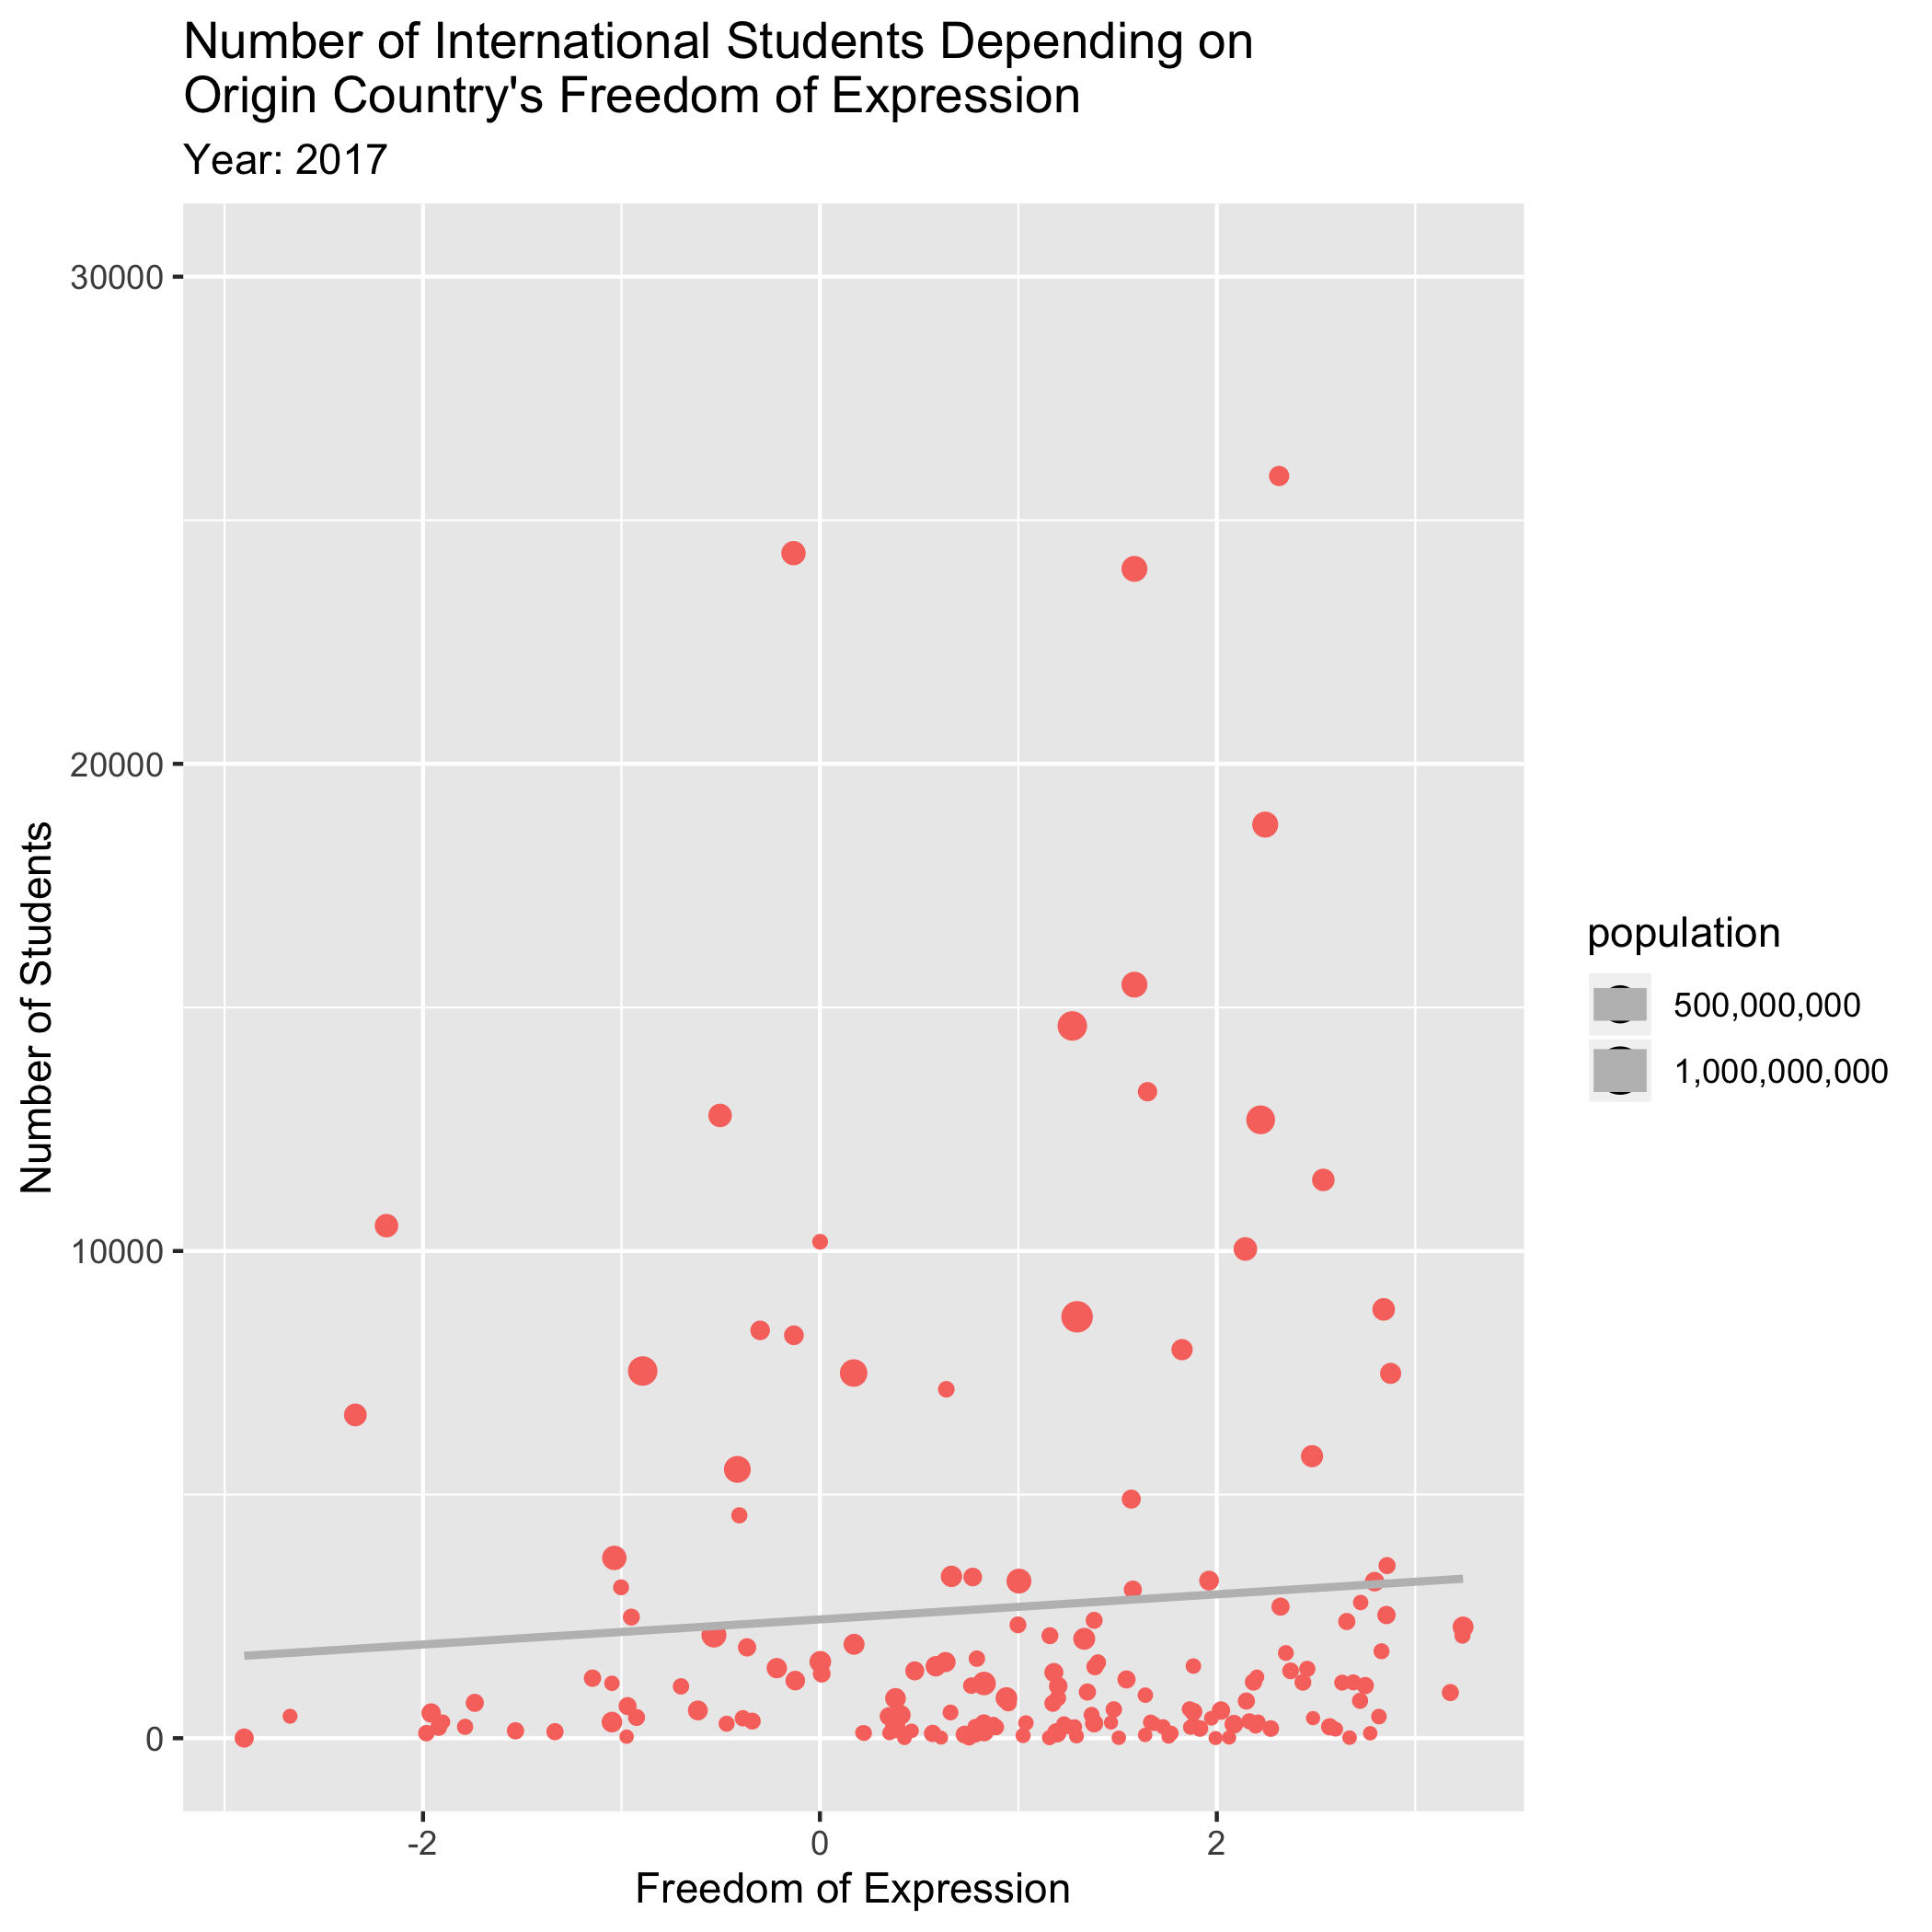 Number of International Students Depending on
Origin Country's Freedom of Expression
Year: 2017
30000
20000
10000
0
Number of Students
-2
0
2
Freedom of Expression
population
500,000,000
1,000,000,000